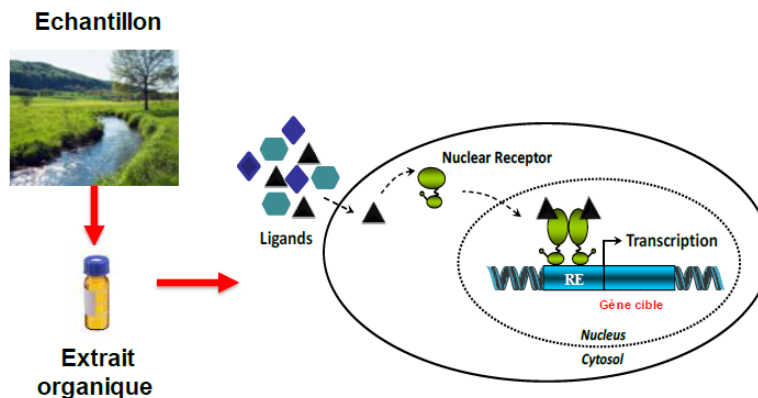 Echantillon
Nuclear Receptor
Ligands
Transcription
RE
Gène cible
Nucleus
Cytosol
Extrait
organique